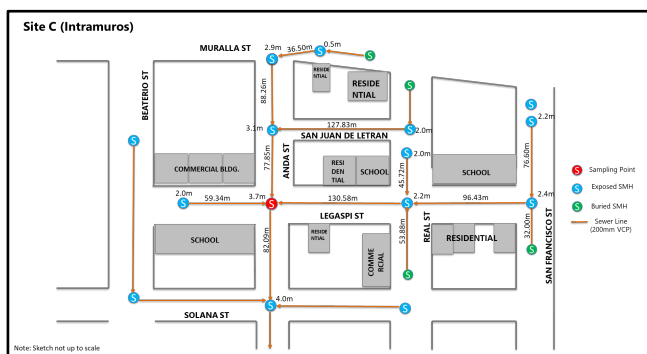 Site C (Intramuros)
MURALLA ST
2.9m
36.50m
0.5m
RESIDE
NTIAL
RESIDE
NTIAL
BEATERIO ST
88.26m
3.1m
127.83m
2.0m
SAN JUAN DE LETRAN
2.2m
77.85m
ANDA ST
76.60m
COMMERCIAL BLDG.
RESI
DEN
TIAL
SCHOOL
2.0m
45.72m
SCHOOL
2.0m
59.34m
3.7m
130.58m
2.2m
96.43m
2.4m
LEGASPI ST
SCHOOL
82.09m
RESIDE
NTIAL
COMME
RCIAL
53.88m
REAL ST
RESIDENTIAL
32.00m
SAN FRANCISCO ST
4.0m
SOLANA ST
S Sampling Point
S Exposed SMH
S Buried SMH
Sewer Line
(200mm VCP)
Note: Sketch not up to scale